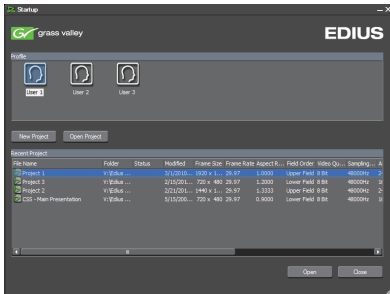 Startup
grass valley
EDIUS
Profile
User 1 User 2 User 3
New Project Open Project
Recent Project
File Name Folder Status Modified Frame Size Frame Rate Aspect R... Field Order Video Qu... Sampling... A
Project 1 V:\Edius ... 3/1/2010... 1920 x 1... 29.97 1.0000 Upper Field 8 Bit 48000Hz
Project 3 V:\Edius ... 2/15/201... 720 x 480 29.97 1.2000 Lower Field 8 Bit 48000Hz
Project 2 V:\Edius ... 2/21/201... 1440 x 1... 29.97 1.3333 Upper Field 8 Bit 48000Hz
CSS - Main Presentation V:\Edius ... 5/15/200... 720 x 480 29.97 0.9000 Lower Field 8 Bit 48000Hz
Open Close